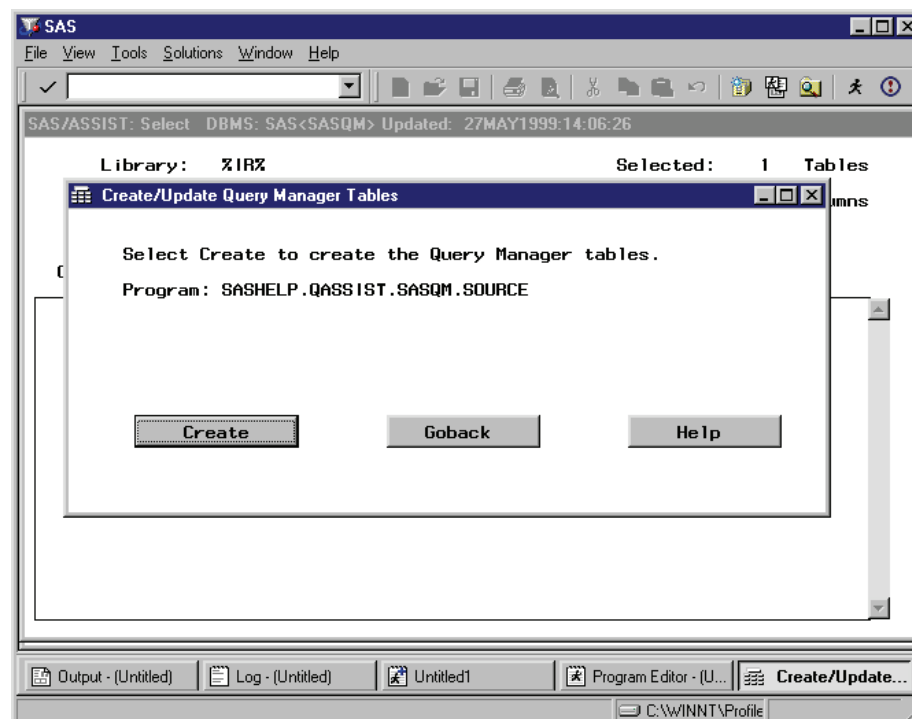 SAS
File View Tools Solutions Window Help
SAS/ASSIST: Select DBMS: SAS<SASQM> Updated: 27MAY1999:14:06:26
Library: %IR% Selected: 1 Tables
Create/Update Query Manager Tables
Select Create to create the Query Manager tables.
Program: SASHELP.QASSIST.SASQM.SOURCE
Create Goback Help
Output - (Untitled) Log - (Untitled) Untitled1 Program Editor - (U... Create/Update...
C:\WINNT\Profile